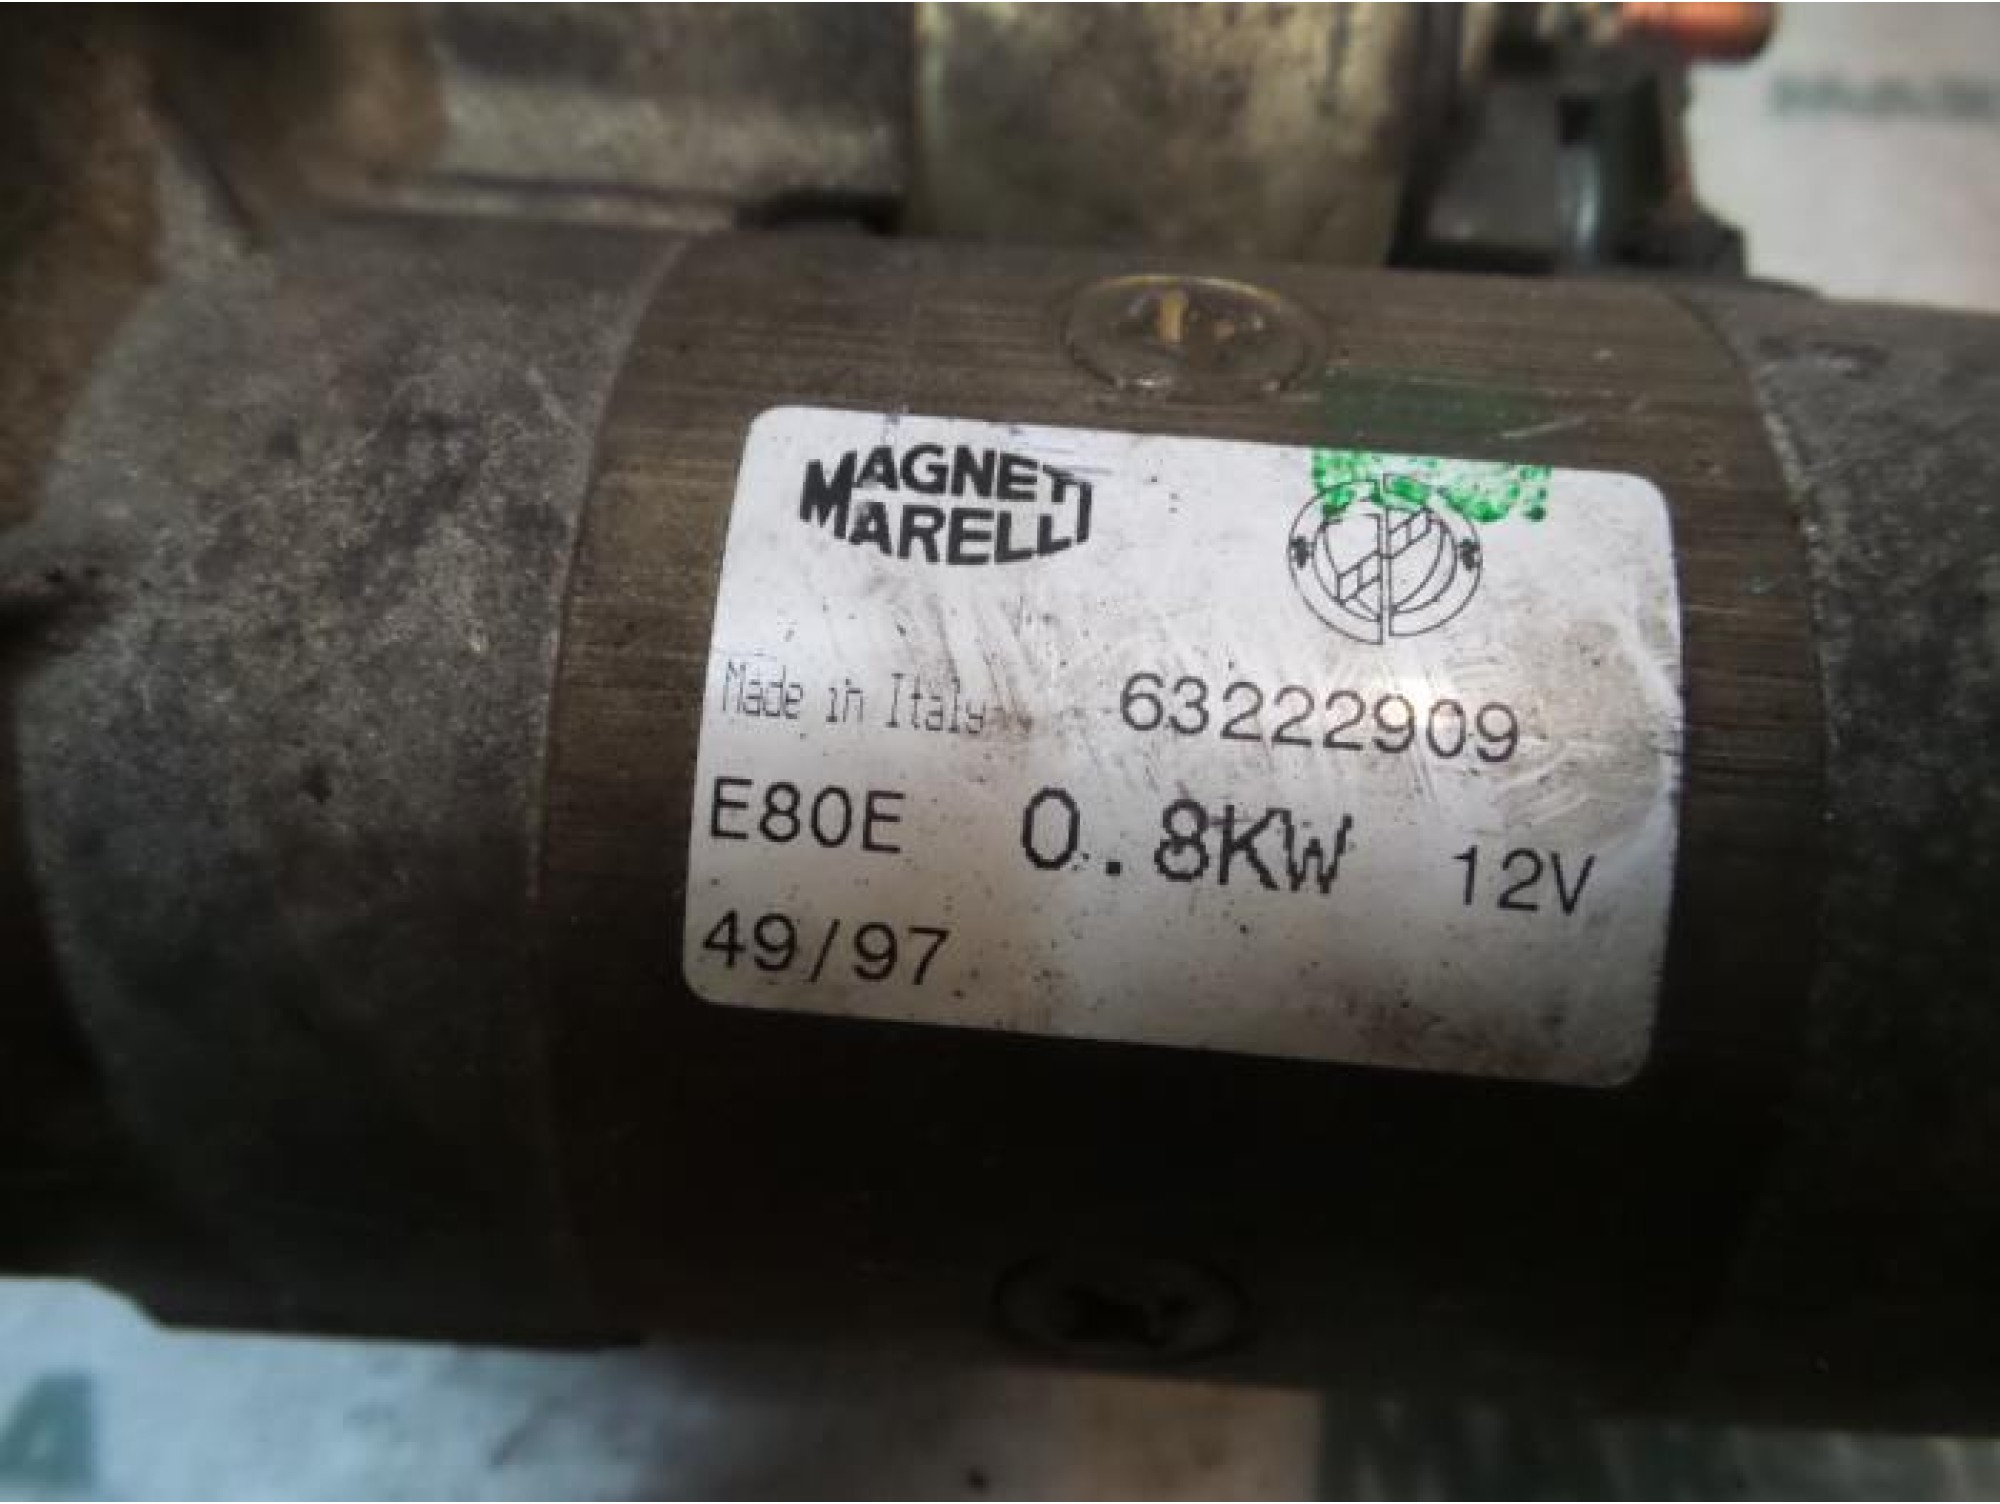 MAGNETI
MARELLI
Made in Italy 63222909
E80E 0.8KW 12V
49/97